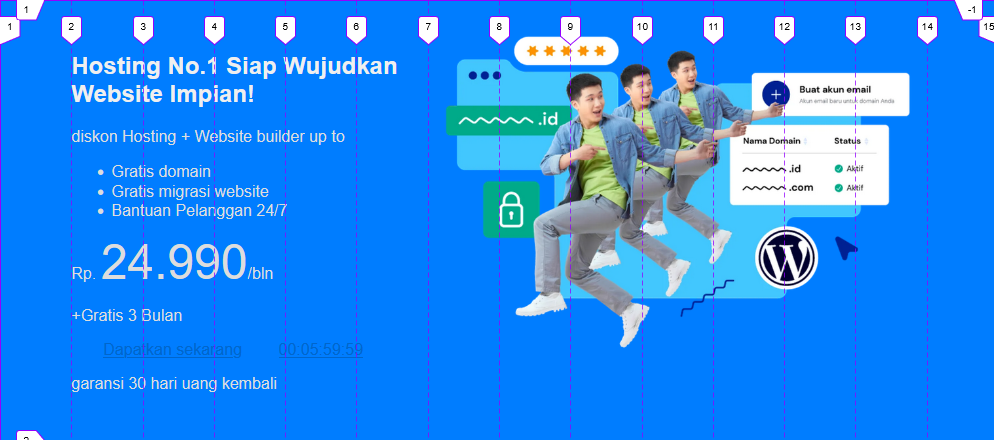 1
-1
1 2 3 4 5 6 7 8 9 10 11 12 13 14 15
Hosting No.1 Siap Wujudkan
Website Impian!
diskon Hosting + Website builder up to
Gratis domain
Gratis migrasi website
Bantuan Pelanggan 24/7
Rp. 24.990/bln
+Gratis 3 Bulan
Dapatkan sekarang 00:05:59:59
garansi 30 hari uang kembali
.id
Buat akun email
Akun email baru untuk domain Anda
Nama Domain Status
.id Aktif
.com Aktif
W